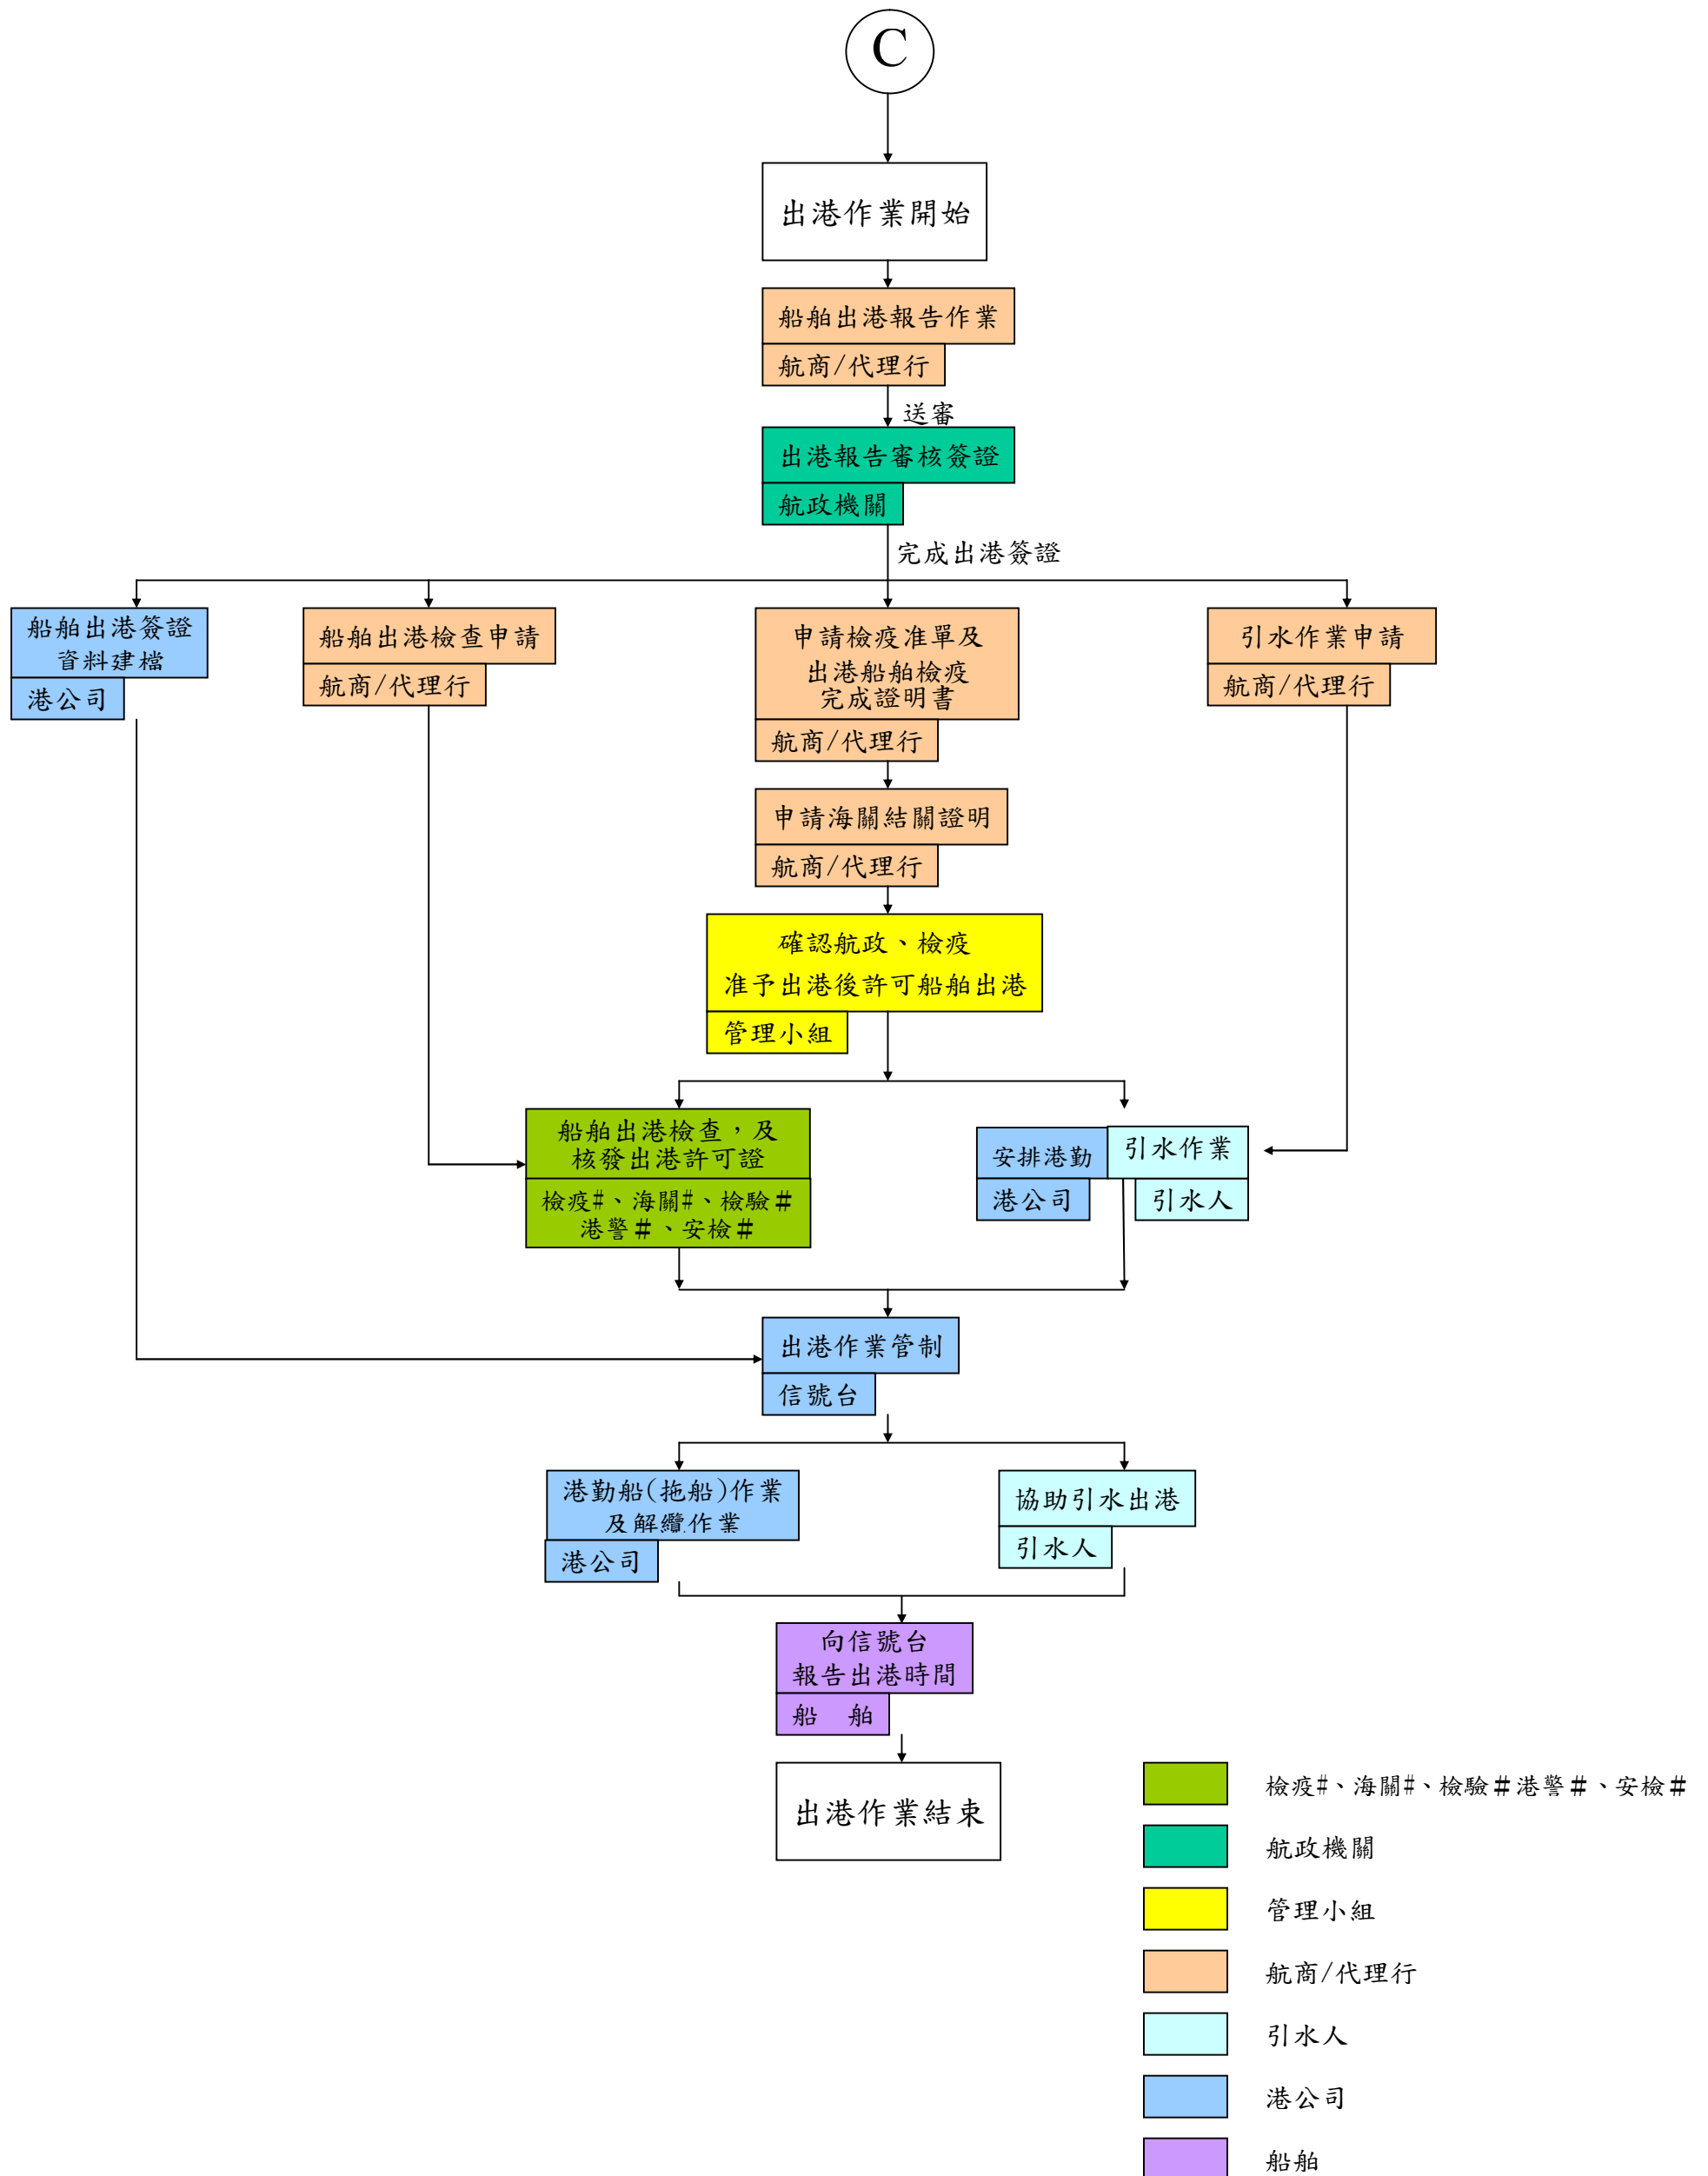 C
出港作業開始
船舶出港報告作業
航商/代理行
送審
出港報告審核簽證
航政機關
完成出港簽證
船舶出港簽證
資料建檔
港公司
船舶出港檢查申請
航商/代理行
申請檢疫准單及
出港船舶檢疫
完成證明書
航商/代理行
引水作業申請
航商/代理行
申請海關結關證明
航商/代理行
確認航政、檢疫
准予出港後許可船舶出港
管理小組
船舶出港檢查，及
核發出港許可證
檢疫#、海關#、檢驗＃
港警＃、安檢＃
安排港勤
港公司
引水作業
引水人
出港作業管制
信號台
港勤船(拖船)作業
及解纜作業
港公司
協助引水出港
引水人
向信號台
報告出港時間
船　舶
出港作業結束
檢疫#、海關#、檢驗＃港警＃、安檢＃
航政機關
管理小組
航商/代理行
引水人
港公司
船舶